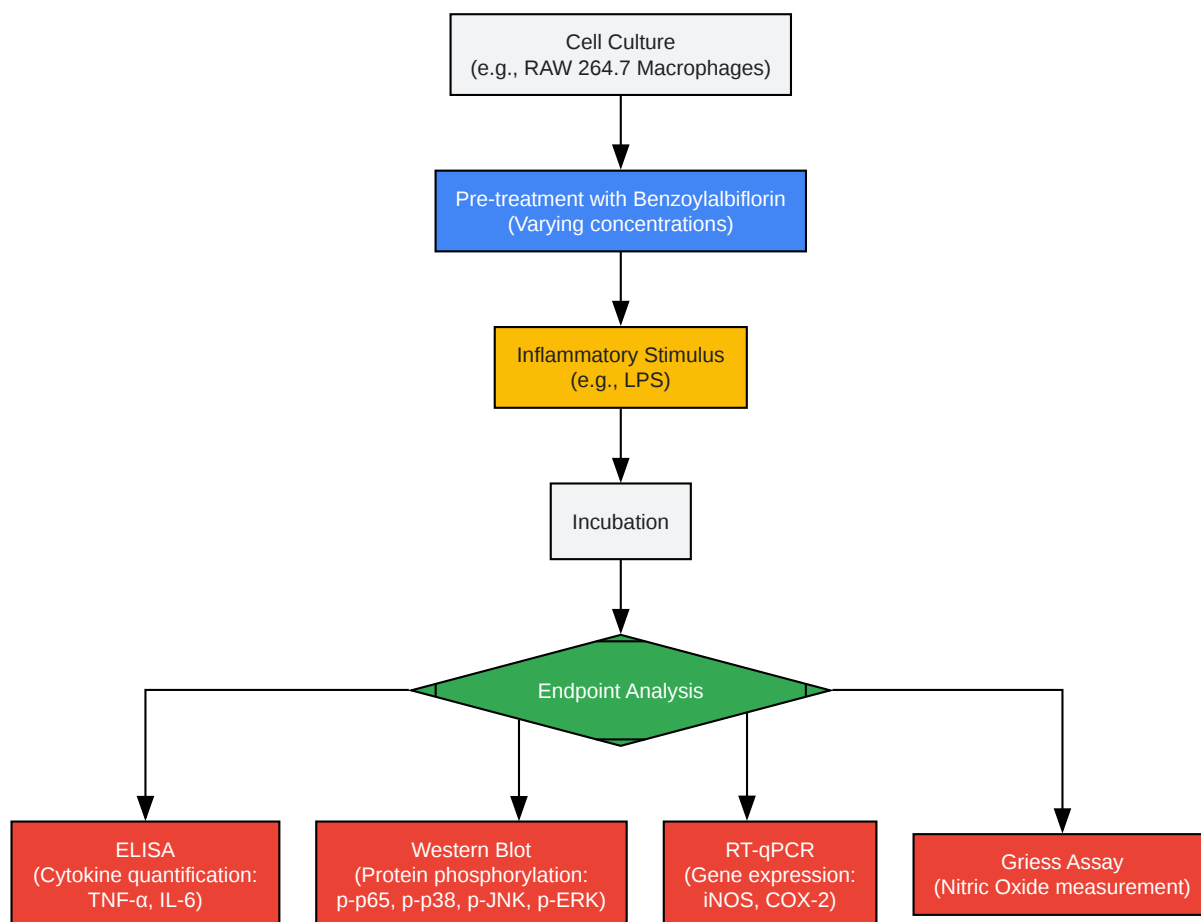 Cell Culture
(e.g., RAW 264.7 Macrophages)
Pre-treatment with Benzoylalbiflorin
(Varying concentrations)
Inflammatory Stimulus
(e.g., LPS)
Incubation
Endpoint Analysis
ELISA
(Cytokine quantification:
TNF-α, IL-6)
Western Blot
(Protein phosphorylation:
p-p65, p-p38, p-JNK, p-ERK)
RT-qPCR
(Gene expression:
iNOS, COX-2)
Griess Assay
(Nitric Oxide measurement)